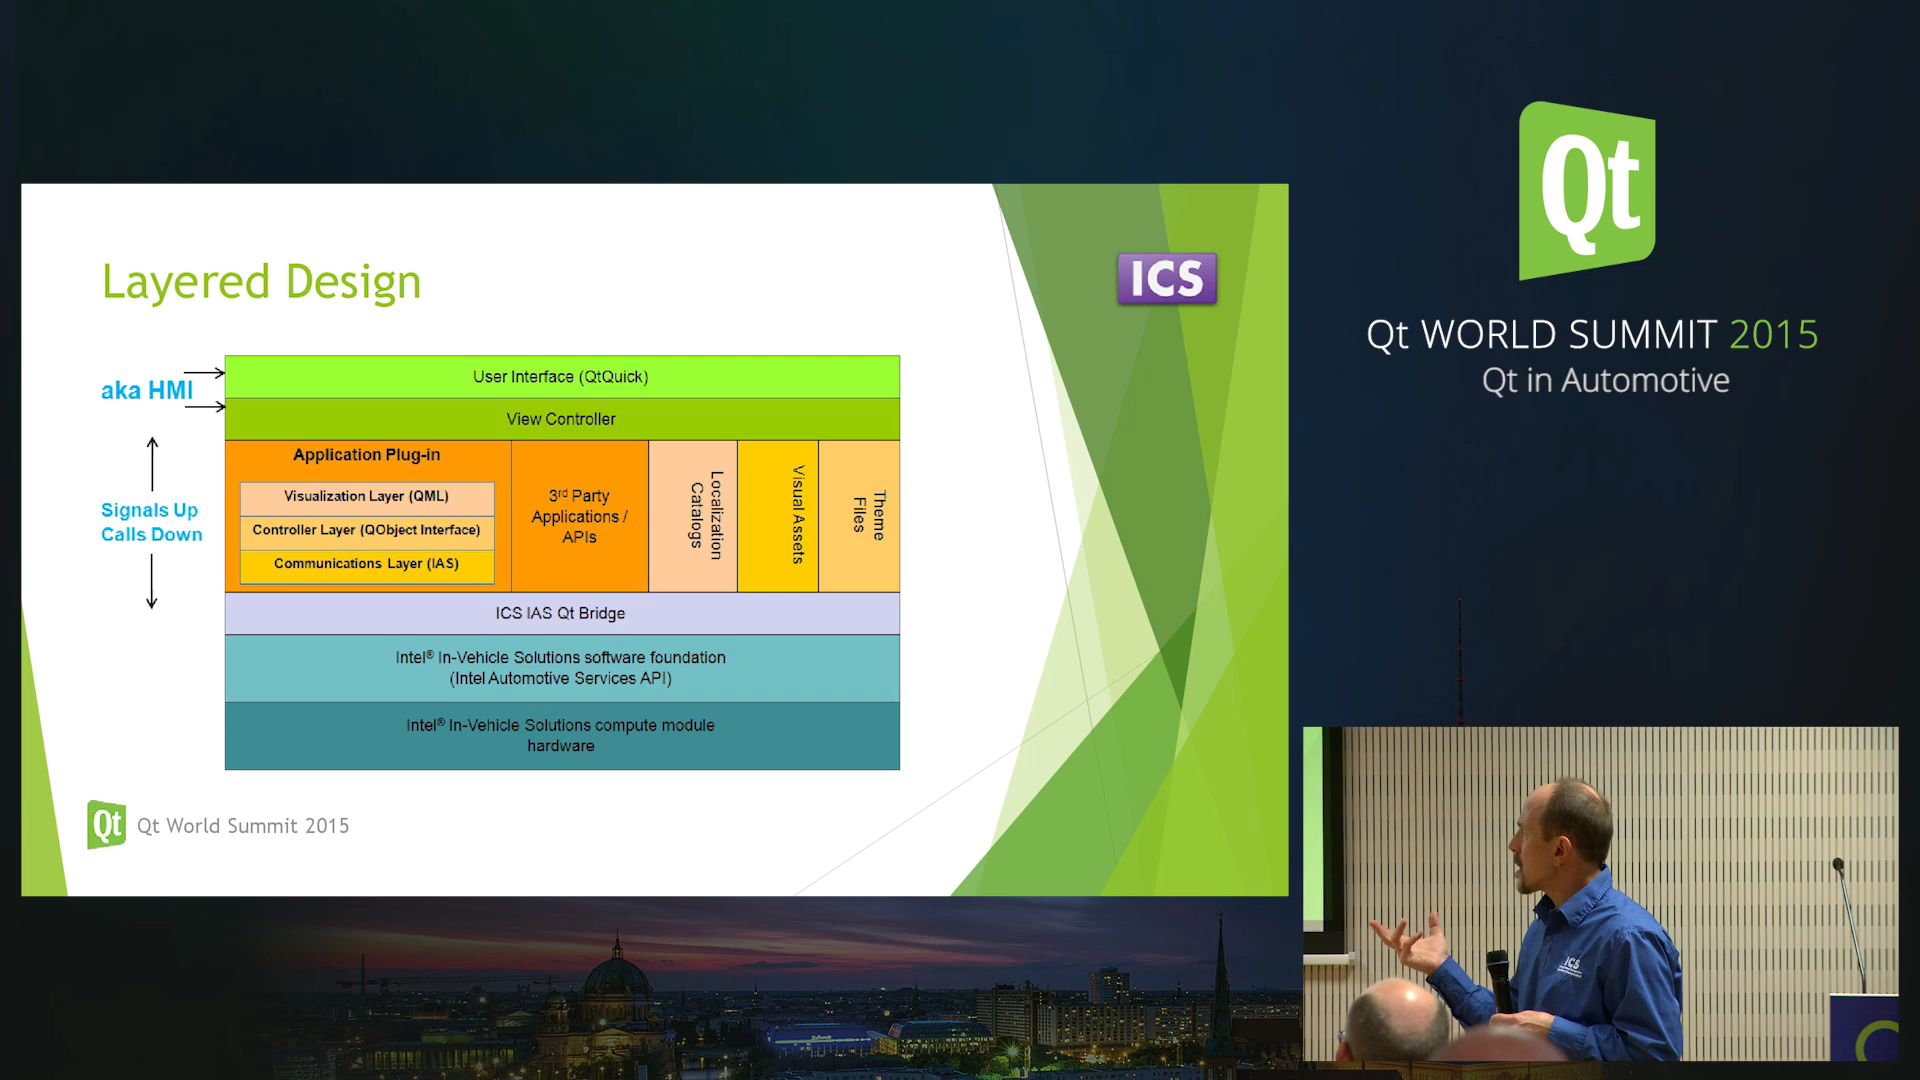 Layered Design
ICS
aka HMI
Signals Up
Calls Down
User Interface (QtQuick)
View Controller
Application Plug-in
Visualization Layer (QML)
Controller Layer (QObject Interface)
Communications Layer (IAS)
3rd Party
Applications /
APIs
Localization
Catalogs
Visual Assets
Theme
Files
ICS IAS Qt Bridge
Intel® In-Vehicle Solutions software foundation
(Intel Automotive Services API)
Intel® In-Vehicle Solutions compute module
hardware
Qt
Qt World Summit 2015
Qt
Qt WORLD SUMMIT 2015
Qt in Automotive
ICS